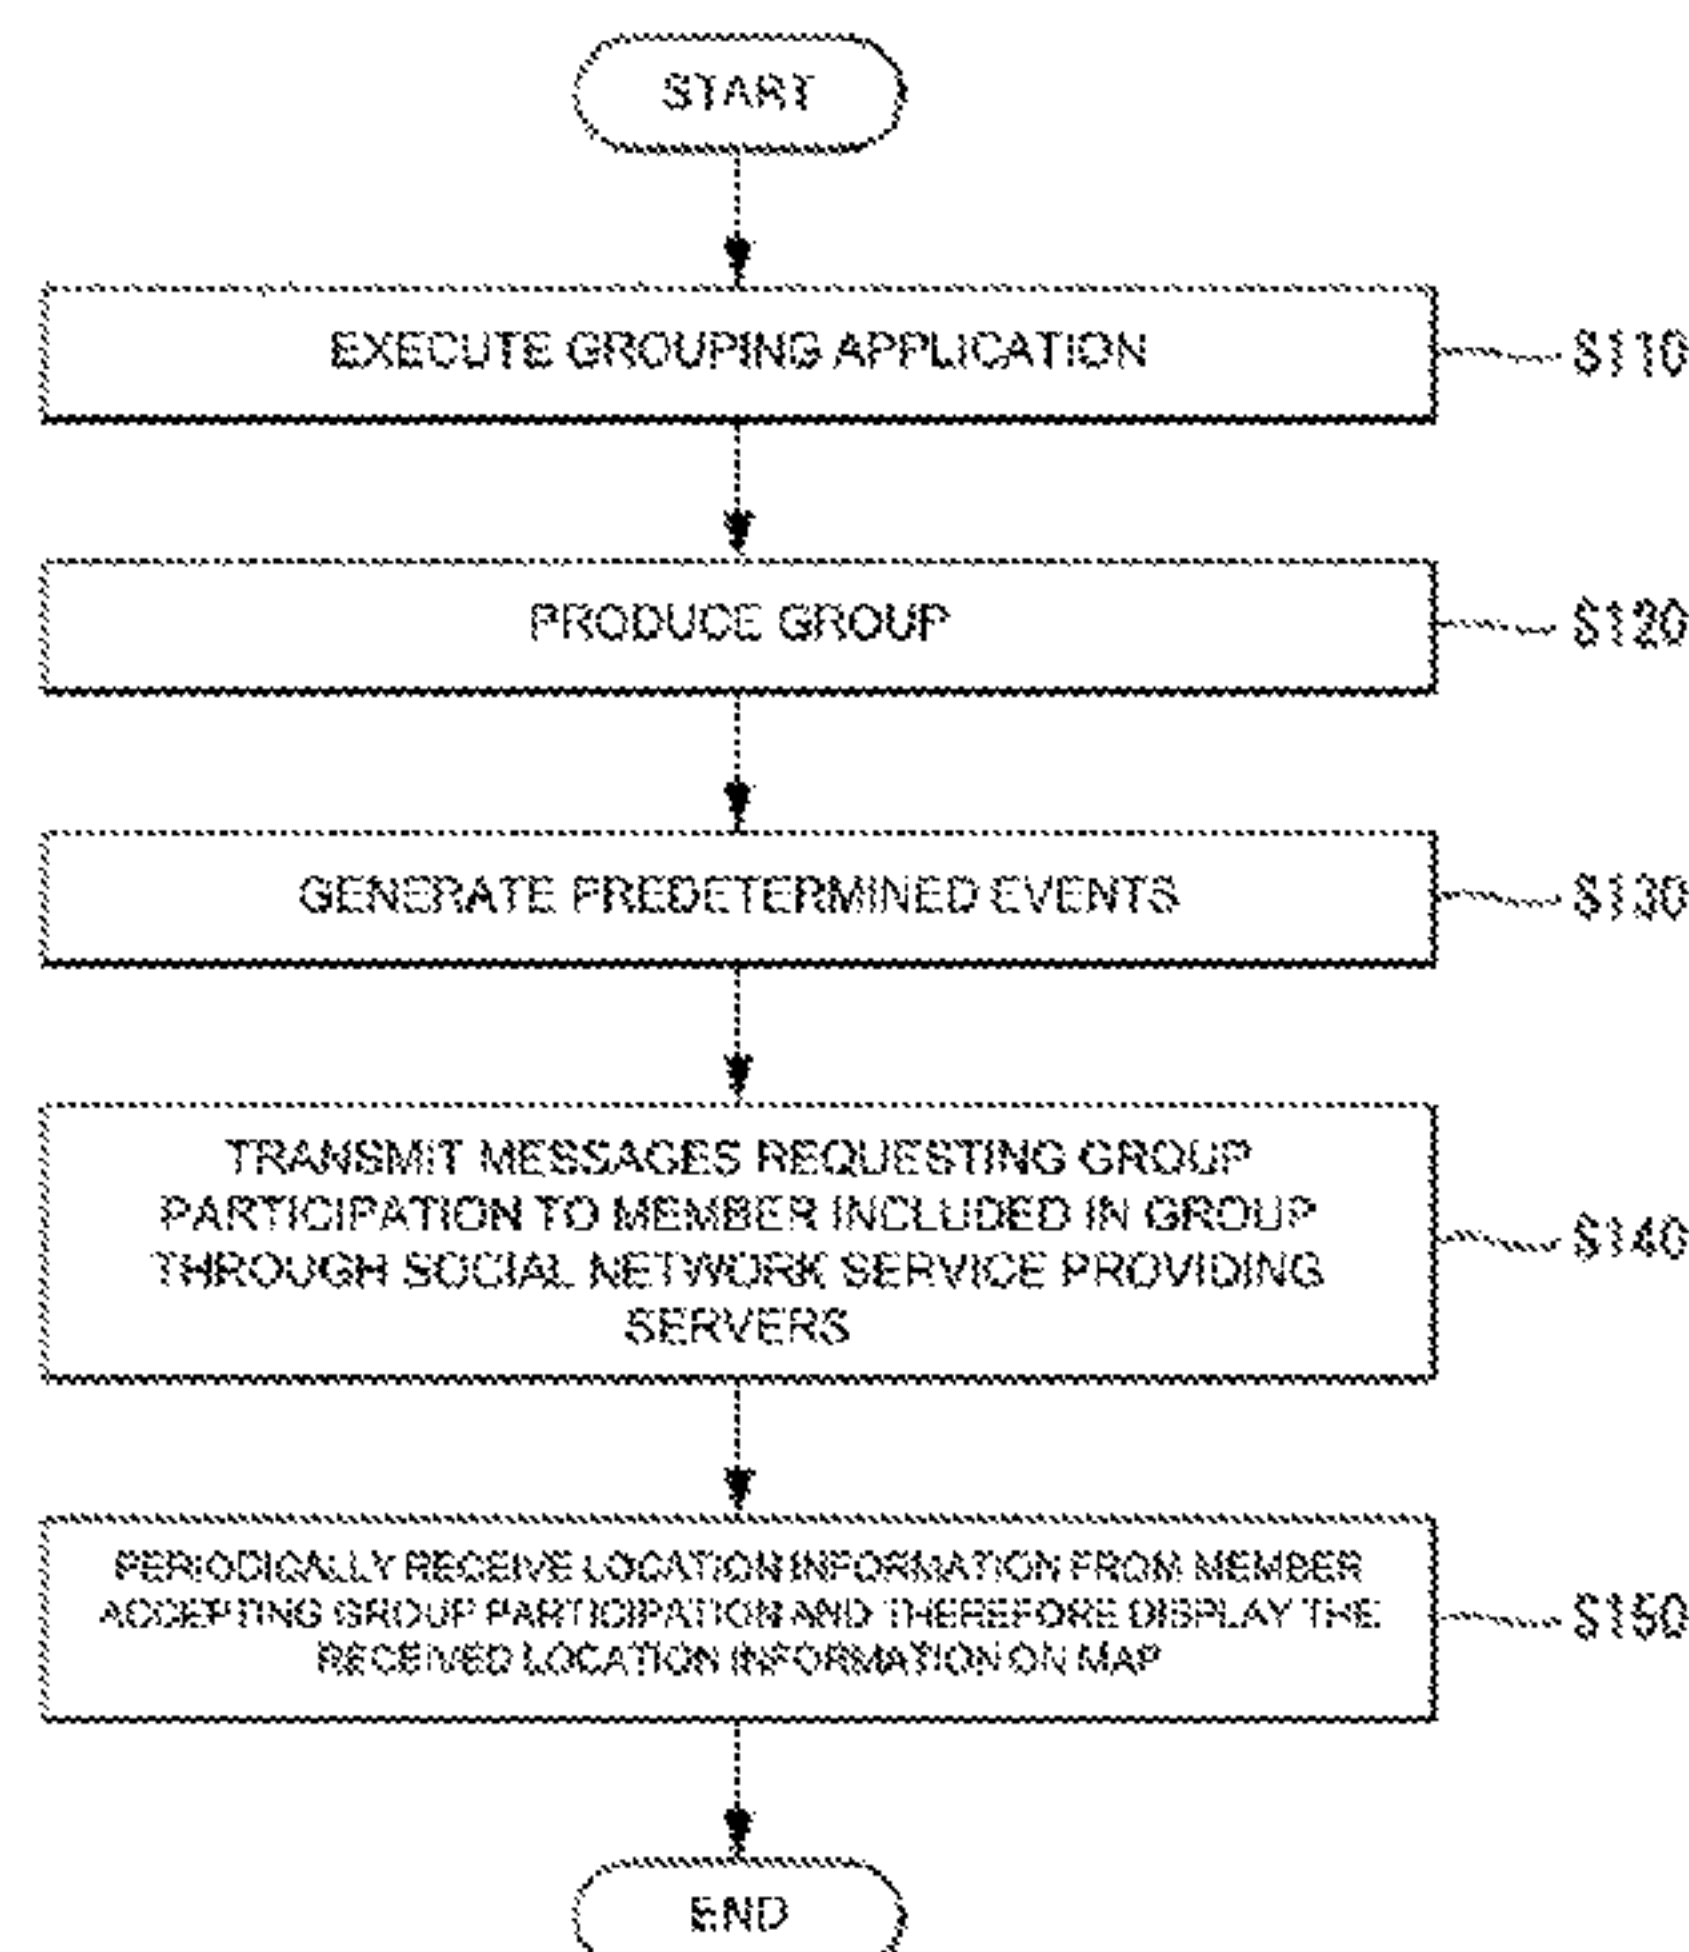 START
EXECUTE GROUPING APPLICATION
S110
PRODUCE GROUP
S120
GENERATE PREDETERMINED EVENTS
S130
TRANSMIT MESSAGES REQUESTING GROUP
PARTICIPATION TO MEMBER INCLUDED IN GROUP
THROUGH SOCIAL NETWORK SERVICE PROVIDING
SERVERS
S140
PERIODICALLY RECEIVE LOCATION INFORMATION FROM MEMBER
ACCEPTING GROUP PARTICIPATION AND THEREFORE DISPLAY THE
RECEIVED LOCATION INFORMATION ON MAP
S150
END